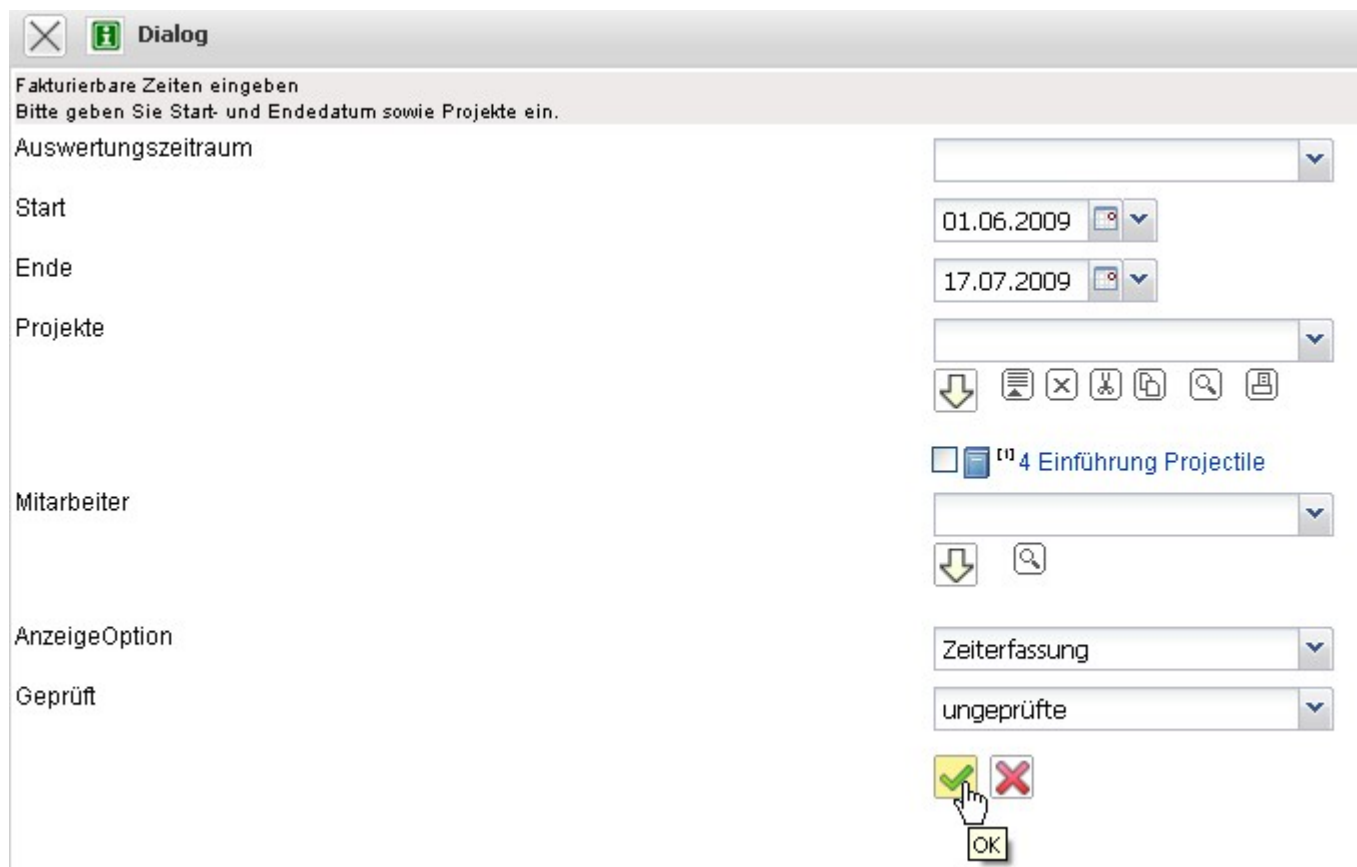 Dialog
Fakturierbare Zeiten eingeben
Bitte geben Sie Start- und Endedatum sowie Projekte ein.
Auswertungszeitraum
Start
01.06.2009
Ende
17.07.2009
Projekte
[1] 4 Einführung Projectile
Mitarbeiter
AnzeigeOption
Zeiterfassung
Geprüft
ungeprüfte
OK